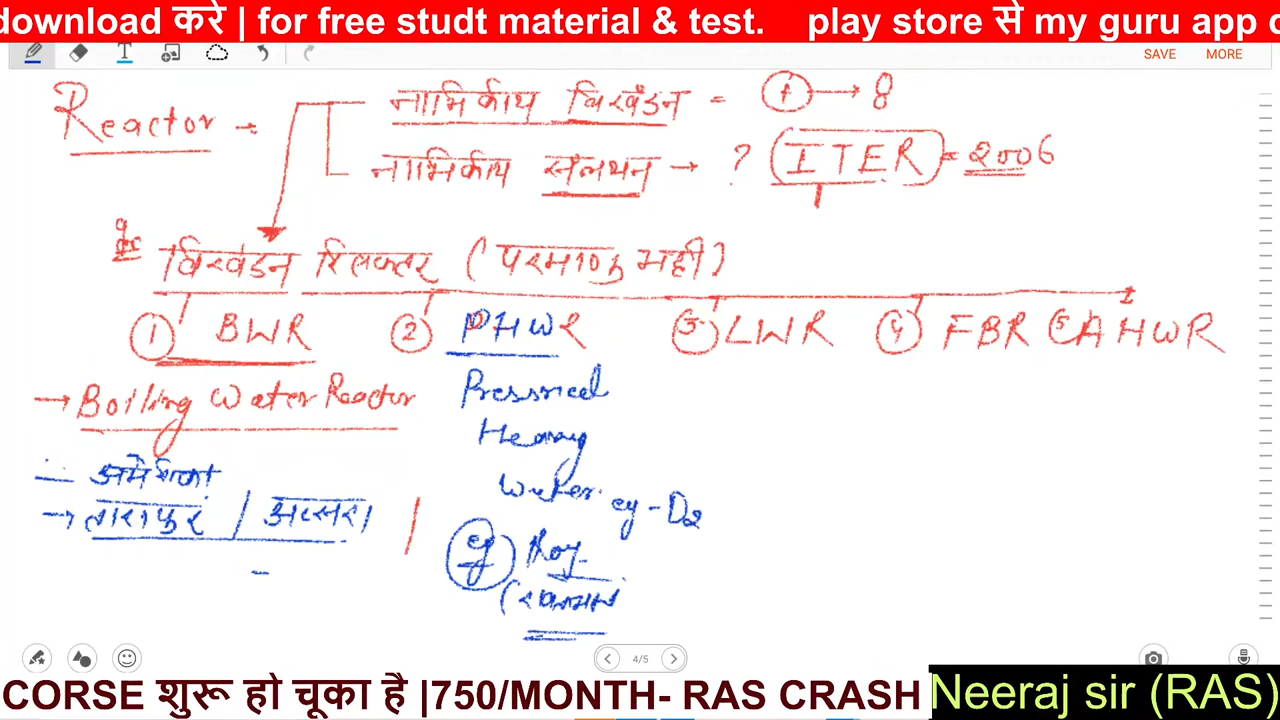 download करे | for free studt material & test. play store से my guru app
SAVE MORE
Reactor → नाभिकीय विखंडन = → 8
नाभिकीय संलयन → ? (ITER) = 2006
विखंडन रिएक्टर (परमाणु भट्टी)
① BWR ② PHWR ③ LWR ④ FBR ⑤ AHWR
→ Boiling Water Reactor
Pressurized
Heavy
Water eg - D2
अमेरिका
→ तारापुर | अप्सरा |
eg Raj
4/5
CORSE शुरू हो चूका है |750/MONTH- RAS CRASH
Neeraj sir (RAS)